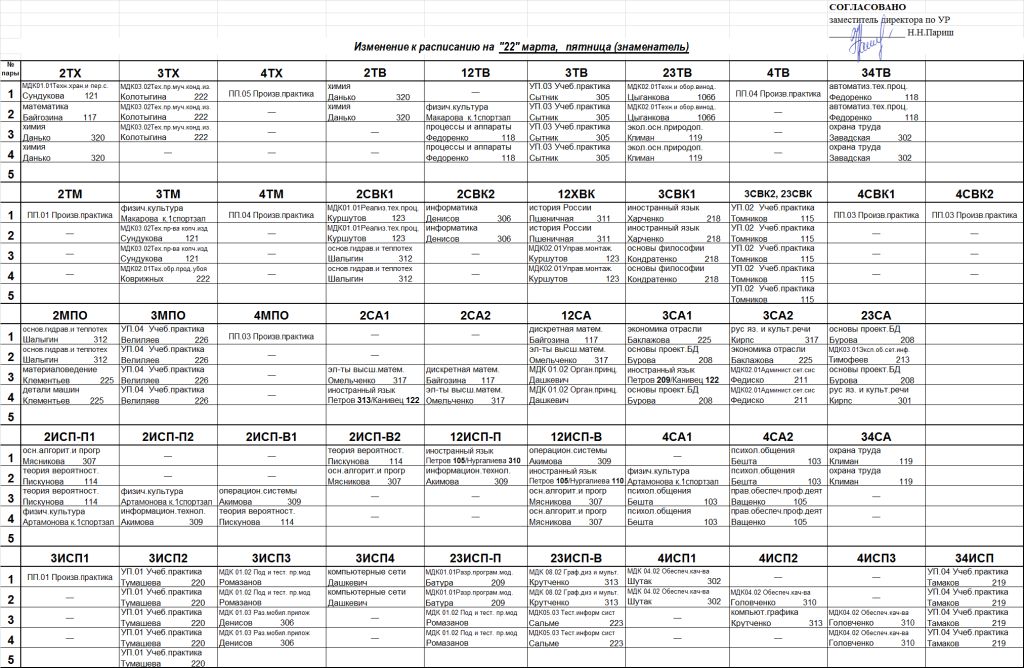 СОГЛАСОВАНО
заместитель директора по УР
Н.Н.Париш
Изменение к расписанию на "22" марта, пятница (знаменатель)
№ пары 2ТХ 3ТХ 4ТХ 2ТВ 12ТВ 3ТВ 23ТВ 4ТВ 34ТВ
1 МДК01.01Техн.хран.и пер.с. МДК03.02Тех.пр.муч.конд.из. ПП.05 Произв.практика химия — УП.03 Учеб.практика МДК02.01Техн.и обор.винод. ПП.04 Произв.практика автоматиз.тех.проц.
Сундукова 121 Колотыгина 222 Данько 320 Сытник 305 Цыганкова 1066 Федоренко 118
2 математика МДК03.02Тех.пр.муч.конд.из. — химия физич.культура УП.03 Учеб.практика МДК02.01Техн.и обор.винод. — автоматиз.тех.проц.
Байгозина 117 Колотыгина 222 Данько 320 Макарова к.1спортзал Сытник 305 Цыганкова 1066 Федоренко 118
3 химия МДК03.02Тех.пр.муч.конд.из. — — процессы и аппараты УП.03 Учеб.практика экол.осн.природоп. — охрана труда
Данько 320 Колотыгина 222 Федоренко 118 Сытник 305 Климан 119 Завадская 302
4 химия — — — процессы и аппараты УП.03 Учеб.практика экол.осн.природоп. — охрана труда
Данько 320 Федоренко 118 Сытник 305 Климан 119 Завадская 302
5
2ТМ 3ТМ 4ТМ 2СВК1 2СВК2 12ХВК 3СВК1 3СВК2, 23СВК 4СВК1 4СВК2
1 ПП.01 Произв.практика физич.культура ПП.04 Произв.практика МДК01.01Реализ.тех.проц. информатика история России иностранный язык УП.02 Учеб.практика ПП.03 Произв.практика ПП.03 Произв.практика
Макарова к.1спортзал Куршутов 123 Денисов 306 Пшеничная 311 Харченко 218 Томников 115
2 — МДК03.02Тех.пр-ва копч.изд — МДК01.01Реализ.тех.проц. информатика история России иностранный язык УП.02 Учеб.практика — —
Сундукова 121 Куршутов 123 Денисов 306 Пшеничная 311 Харченко 218 Томников 115
3 — МДК03.02Тех.пр-ва копч.изд — основ.гидрав.и теплотех — МДК02.01Управ.монтаж. основы философии УП.02 Учеб.практика — —
Сундукова 121 Шалыгин 312 Куршутов 123 Кондратенко 218 Томников 115
4 — МДК02.01Тех.обр.прод.убоя — основ.гидрав.и теплотех — МДК02.01Управ.монтаж. основы философии УП.02 Учеб.практика — —
Коврижных 222 Шалыгин 312 Куршутов 123 Кондратенко 218 Томников 115
5 УП.02 Учеб.практика
Томников 115
2МПО 3МПО 4МПО 2СА1 2СА2 12СА 3СА1 3СА2 23СА
1 основ.гидрав.и теплотех УП.04 Учеб.практика ПП.03 Произв.практика — — дискретная матем. экономика отрасли рус яз. и культ.речи основы проект.БД
Шалыгин 312 Велиляев 226 Байгозина 117 Баклажова 225 Кирпс 317 Бурова 208
2 основ.гидрав.и теплотех УП.04 Учеб.практика — — — эл-ты высш.матем. основы проект.БД экономика отрасли МДК03.01Эксп.об.сет.инф.
Шалыгин 312 Велиляев 226 Омельченко 317 Бурова 208 Баклажова 225 Тимофеев 213
3 материаловедение УП.04 Учеб.практика — эл-ты высш.матем. дискретная матем. МДК 01.02 Орган.принц. иностранный язык МДК02.01Админист.сет.сис основы проект.БД
Клементьев 225 Велиляев 226 Омельченко 317 Байгозина 117 Дашкевич Петров 209/Канивец 122 Федиско 211 Бурова 208
4 детали машин УП.04 Учеб.практика — иностранный язык эл-ты высш.матем. МДК 01.02 Орган.принц. основы проект.БД МДК02.01Админист.сет.сис рус яз. и культ.речи
Клементьев 225 Велиляев 226 Петров 313/Канивец 122 Омельченко 317 Дашкевич Бурова 208 Федиско 211 Кирпс 301
5
2ИСП-П1 2ИСП-П2 2ИСП-В1 2ИСП-В2 12ИСП-П 12ИСП-В 4СА1 4СА2 34СА
1 осн.алгорит.и прогр — — теория вероятност. иностранный язык операцион.системы — психол.общения охрана труда
Мясникова 307 Пискунова 114 Петров 105/Нургалиева 310 Акимова 309 Бешта 103 Климан 119
2 теория вероятност. — — осн.алгорит.и прогр информацион.технол. иностранный язык физич.культура психол.общения охрана труда
Пискунова 114 Мясникова 307 Акимова 309 Петров 105/Нургалиева 110 Артамонова к.1спортзал Бешта 103 Климан 119
3 теория вероятност. физич.культура операцион.системы — — осн.алгорит.и прогр психол.общения прав.обеспеч.проф.деят —
Пискунова 114 Артамонова к.1спортзал Акимова 309 Мясникова 307 Бешта 103 Ващенко 105
4 физич.культура информацион.технол. теория вероятност. — — осн.алгорит.и прогр психол.общения прав.обеспеч.проф.деят —
Артамонова к.1спортзал Акимова 309 Пискунова 114 Мясникова 307 Бешта 103 Ващенко 105
5
3ИСП1 3ИСП2 3ИСП3 3ИСП4 23ИСП-П 23ИСП-В 4ИСП1 4ИСП2 4ИСП3 34ИСП
1 ПП.01 Произв.практика УП.01 Учеб.практика МДК 01.02 Под и тест. пр.мод компьютерные сети МДК01.01Разр.програм.мод. МДК 08.02 Граф.диз и мульт. МДК 04.02 Обеспеч.кач-ва — — УП.04 Учеб.практика
Тумашева 220 Ромазанов Дашкевич Батура 209 Крутченко 313 Шутак 302 Тамаков 219
2 — УП.01 Учеб.практика МДК 01.02 Под и тест. пр.мод компьютерные сети МДК01.01Разр.програм.мод. МДК 08.02 Граф.диз и мульт. МДК 04.02 Обеспеч.кач-ва МДК04.02 Обеспеч.кач-ва — УП.04 Учеб.практика
Тумашева 220 Ромазанов Дашкевич Батура 209 Крутченко 313 Шутак 302 Головченко 310 Тамаков 219
3 — УП.01 Учеб.практика МДК 01.03 Раз.мобил.прилож — МДК 01.02 Под и тест. пр.мод МДК05.03 Тест.информ сист — компьют.графика МДК04.02 Обеспеч.кач-ва УП.04 Учеб.практика
Тумашева 220 Денисов 306 Ромазанов Сальме 223 Крутченко 313 Головченко 310 Тамаков 219
4 — УП.01 Учеб.практика МДК 01.03 Раз.мобил.прилож — МДК 01.02 Под и тест. пр.мод МДК05.03 Тест.информ сист — — МДК04.02 Обеспеч.кач-ва УП.04 Учеб.практика
Тумашева 220 Денисов 306 Ромазанов Сальме 223 Головченко 310 Тамаков 219
5 УП.01 Учеб.практика
Тумашева 220